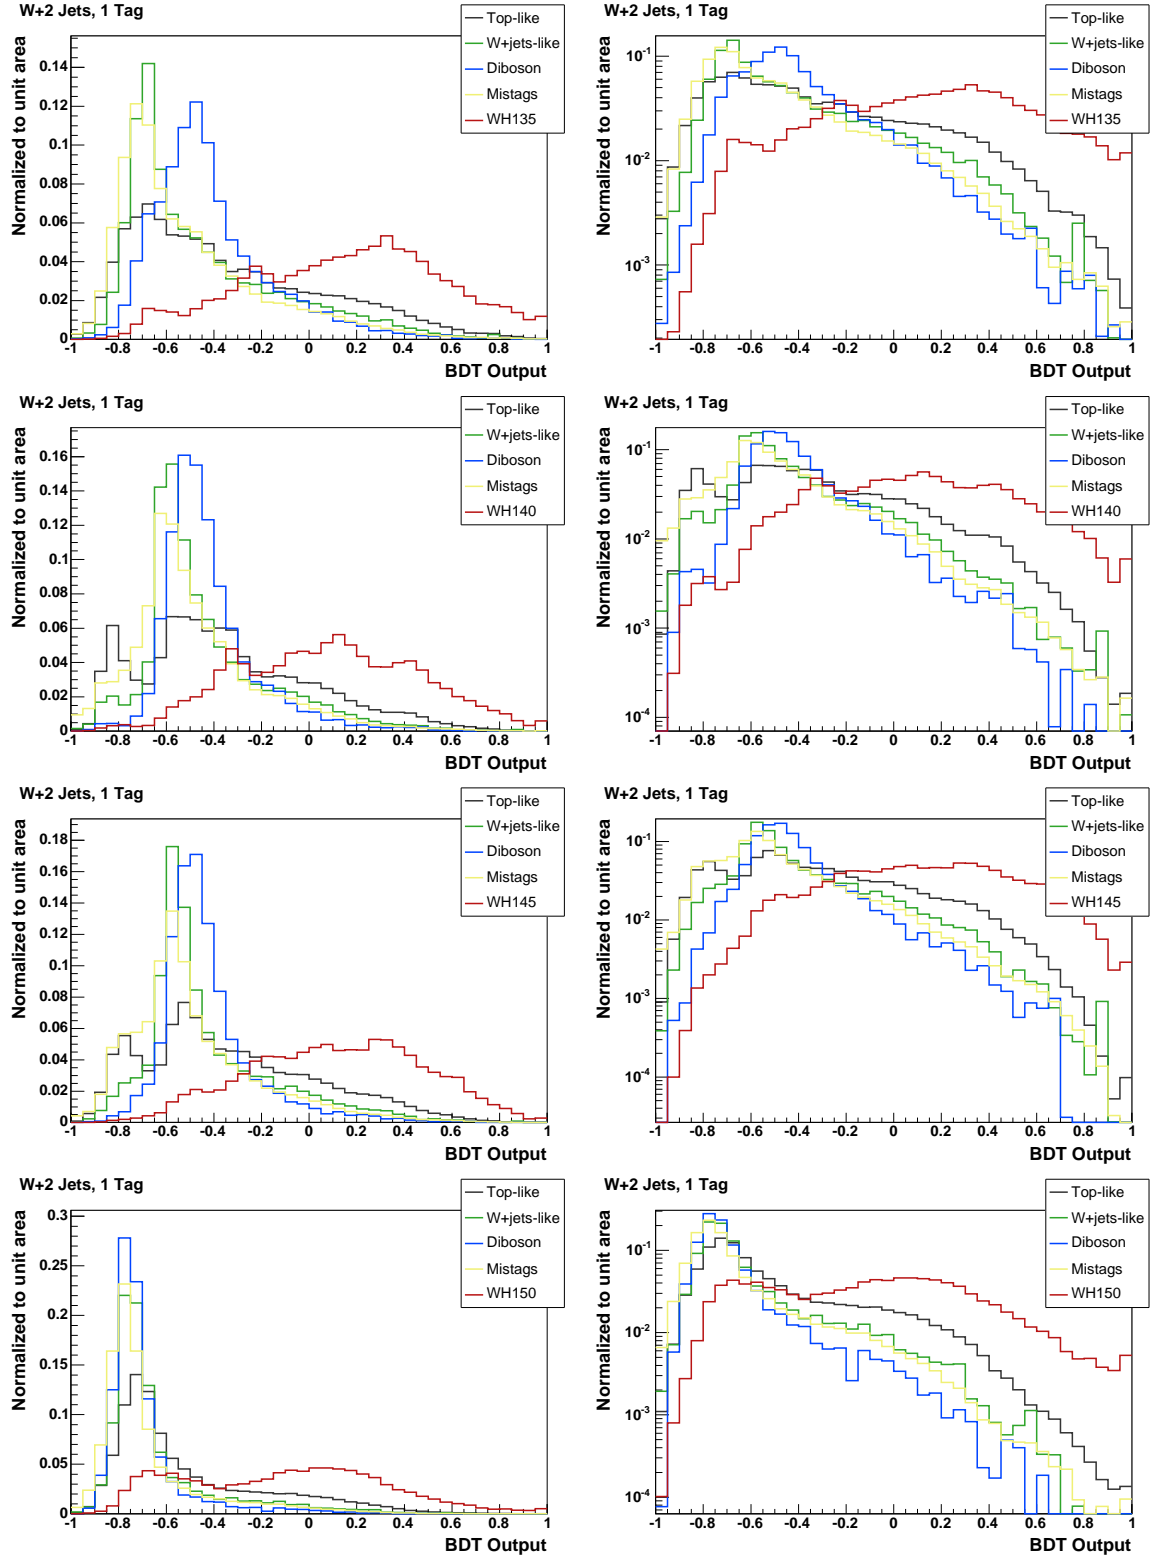 W+2 Jets, 1 Tag
Normalized to unit area
0.14
0.12
0.1
0.08
0.06
0.04
0.02
0
-1 -0.8 -0.6 -0.4 -0.2 0 0.2 0.4 0.6 0.8 1
BDT Output
Top-like
W+jets-like
Diboson
Mistags
WH135
W+2 Jets, 1 Tag
Normalized to unit area
10-1
10-2
10-3
-1 -0.8 -0.6 -0.4 -0.2 0 0.2 0.4 0.6 0.8 1
BDT Output
Top-like
W+jets-like
Diboson
Mistags
WH135
W+2 Jets, 1 Tag
Normalized to unit area
0.16
0.14
0.12
0.1
0.08
0.06
0.04
0.02
0
-1 -0.8 -0.6 -0.4 -0.2 0 0.2 0.4 0.6 0.8 1
BDT Output
Top-like
W+jets-like
Diboson
Mistags
WH140
W+2 Jets, 1 Tag
Normalized to unit area
10-1
10-2
10-3
10-4
-1 -0.8 -0.6 -0.4 -0.2 0 0.2 0.4 0.6 0.8 1
BDT Output
Top-like
W+jets-like
Diboson
Mistags
WH140
W+2 Jets, 1 Tag
Normalized to unit area
0.18
0.16
0.14
0.12
0.1
0.08
0.06
0.04
0.02
0
-1 -0.8 -0.6 -0.4 -0.2 0 0.2 0.4 0.6 0.8 1
BDT Output
Top-like
W+jets-like
Diboson
Mistags
WH145
W+2 Jets, 1 Tag
Normalized to unit area
10-1
10-2
10-3
10-4
-1 -0.8 -0.6 -0.4 -0.2 0 0.2 0.4 0.6 0.8 1
BDT Output
Top-like
W+jets-like
Diboson
Mistags
WH145
W+2 Jets, 1 Tag
Normalized to unit area
0.3
0.25
0.2
0.15
0.1
0.05
0
-1 -0.8 -0.6 -0.4 -0.2 0 0.2 0.4 0.6 0.8 1
BDT Output
Top-like
W+jets-like
Diboson
Mistags
WH150
W+2 Jets, 1 Tag
Normalized to unit area
10-1
10-2
10-3
10-4
-1 -0.8 -0.6 -0.4 -0.2 0 0.2 0.4 0.6 0.8 1
BDT Output
Top-like
W+jets-like
Diboson
Mistags
WH150